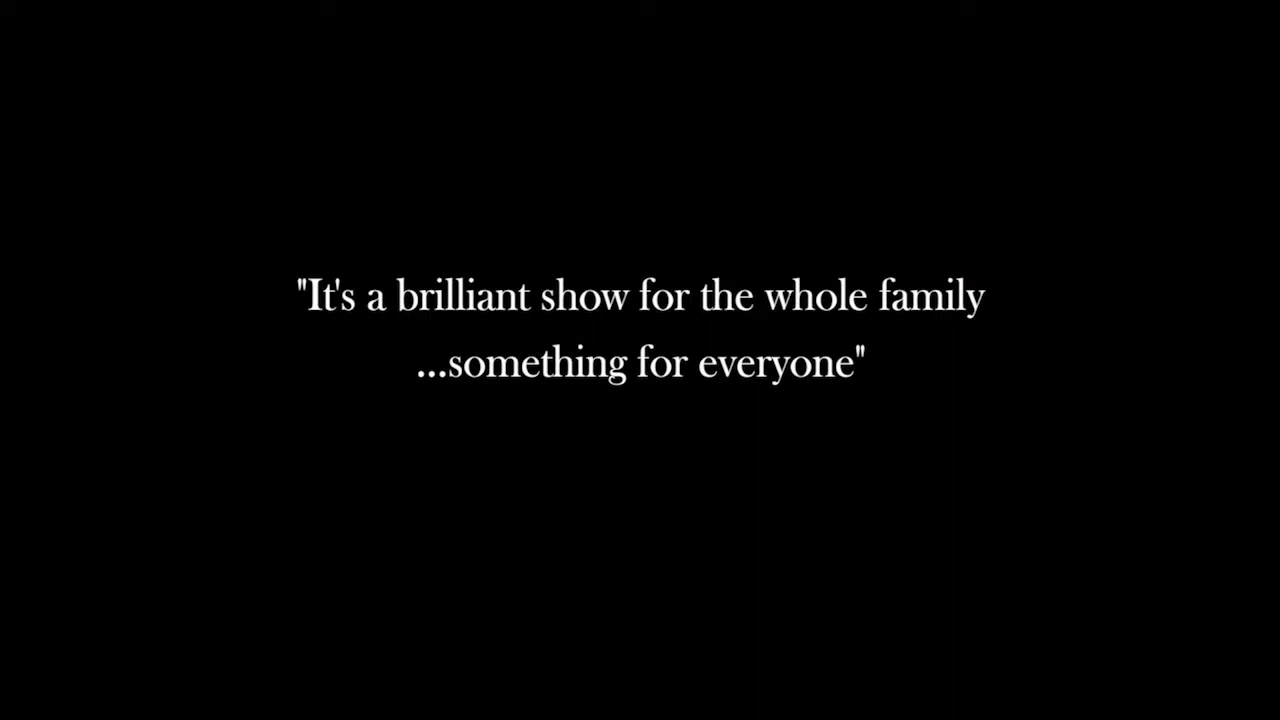 "It's a brilliant show for the whole family
...something for everyone"